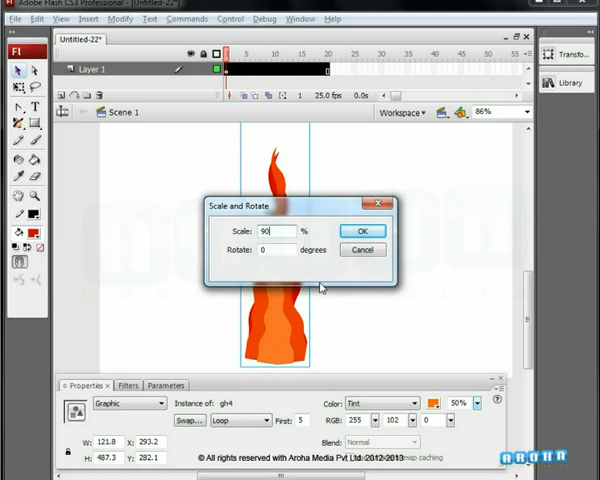 Adobe Flash CS3 Professional - [Untitled-22*]
File Edit View Insert Modify Text Commands Control Debug Window Help
Untitled-22*
Fl
Layer 1
5 10 15 20 25 30 35 40 45 50 55
1 25.0 fps 0.0s
Scene 1 Workspace 86%
Transfo...
Library
Scale and Rotate
Scale: 90 %
OK
Rotate: 0 degrees
Cancel
Properties Filters Parameters
Graphic Instance of: gh4 Color: Tint 50%
Swap... Loop First: 5 RGB: 255 102 0
W: 121.8 X: 293.2 Blend: Normal
H: 487.3 Y: 282.1
© All rights reserved with Aroha Media Pvt Ltd. 2012-2013
AROHA